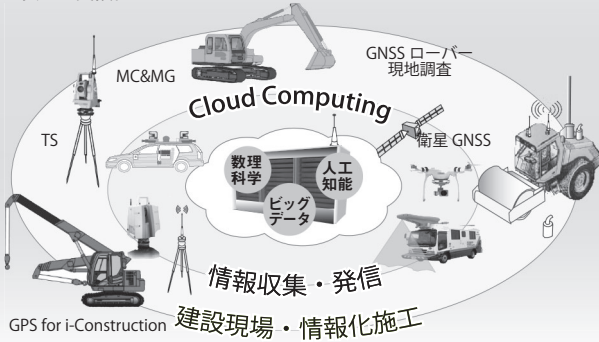 GNSS ローバー
現地調査
MC&MG
Cloud Computing
TS
衛星 GNSS
数理
科学
人工
知能
ビッグ
データ
情報収集・発信
建設現場・情報化施工
GPS for i-Construction